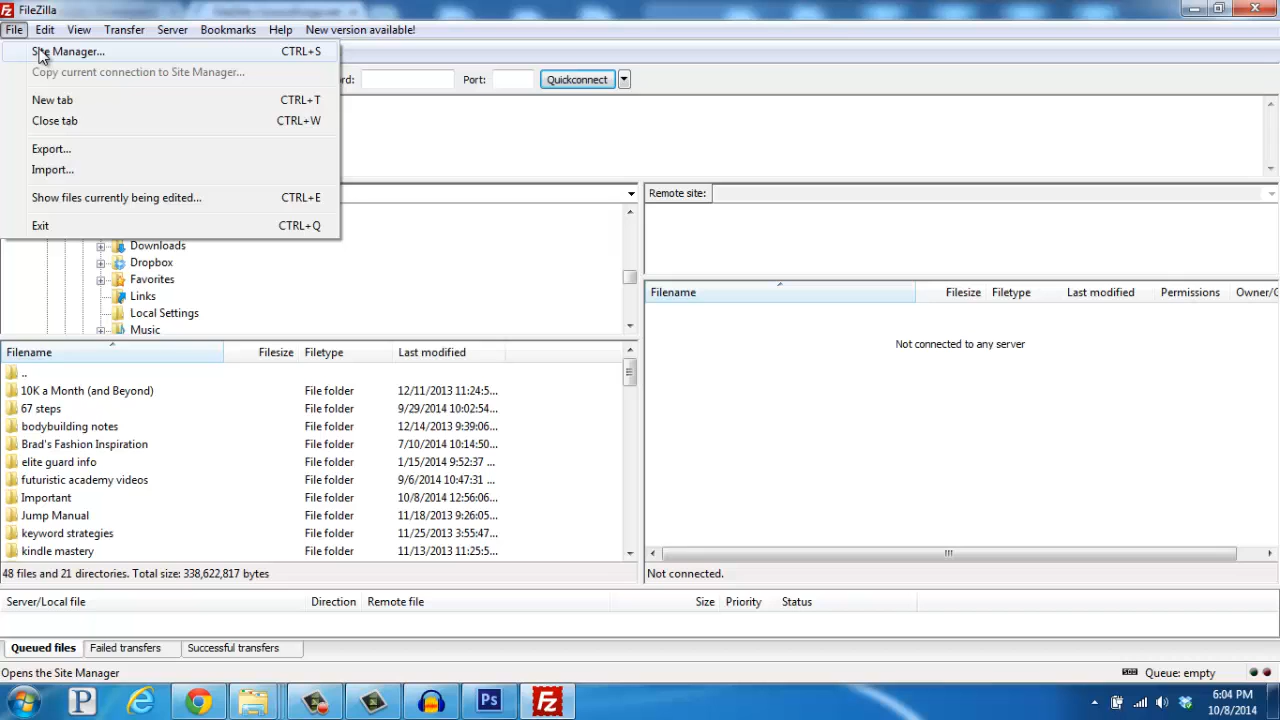 FileZilla
File Edit View Transfer Server Bookmarks Help New version available!
Site Manager... CTRL+S
Copy current connection to Site Manager...
rd: Port: Quickconnect
New tab CTRL+T
Close tab CTRL+W
Export...
Import...
Show files currently being edited... CTRL+E
Exit CTRL+Q
Remote site:
Downloads
Dropbox
Favorites
Links
Local Settings
Music
Filename Filesize Filetype Last modified
..
10K a Month (and Beyond) File folder 12/11/2013 11:24:5...
67 steps File folder 9/29/2014 10:02:54...
bodybuilding notes File folder 12/14/2013 9:39:06...
Brad's Fashion Inspiration File folder 7/10/2014 10:14:50...
elite guard info File folder 1/15/2014 9:52:37 ...
futuristic academy videos File folder 9/6/2014 10:47:31 ...
Important File folder 10/8/2014 12:56:06...
Jump Manual File folder 11/18/2013 9:26:05...
keyword strategies File folder 11/25/2013 3:55:47...
kindle mastery File folder 11/13/2013 11:25:5...
48 files and 21 directories. Total size: 338,622,817 bytes
Filename Filesize Filetype Last modified Permissions Owner/G
Not connected to any server
Not connected.
Server/Local file Direction Remote file Size Priority Status
Queued files Failed transfers Successful transfers
Opens the Site Manager Queue: empty
P Ps Fz
6:04 PM
10/8/2014